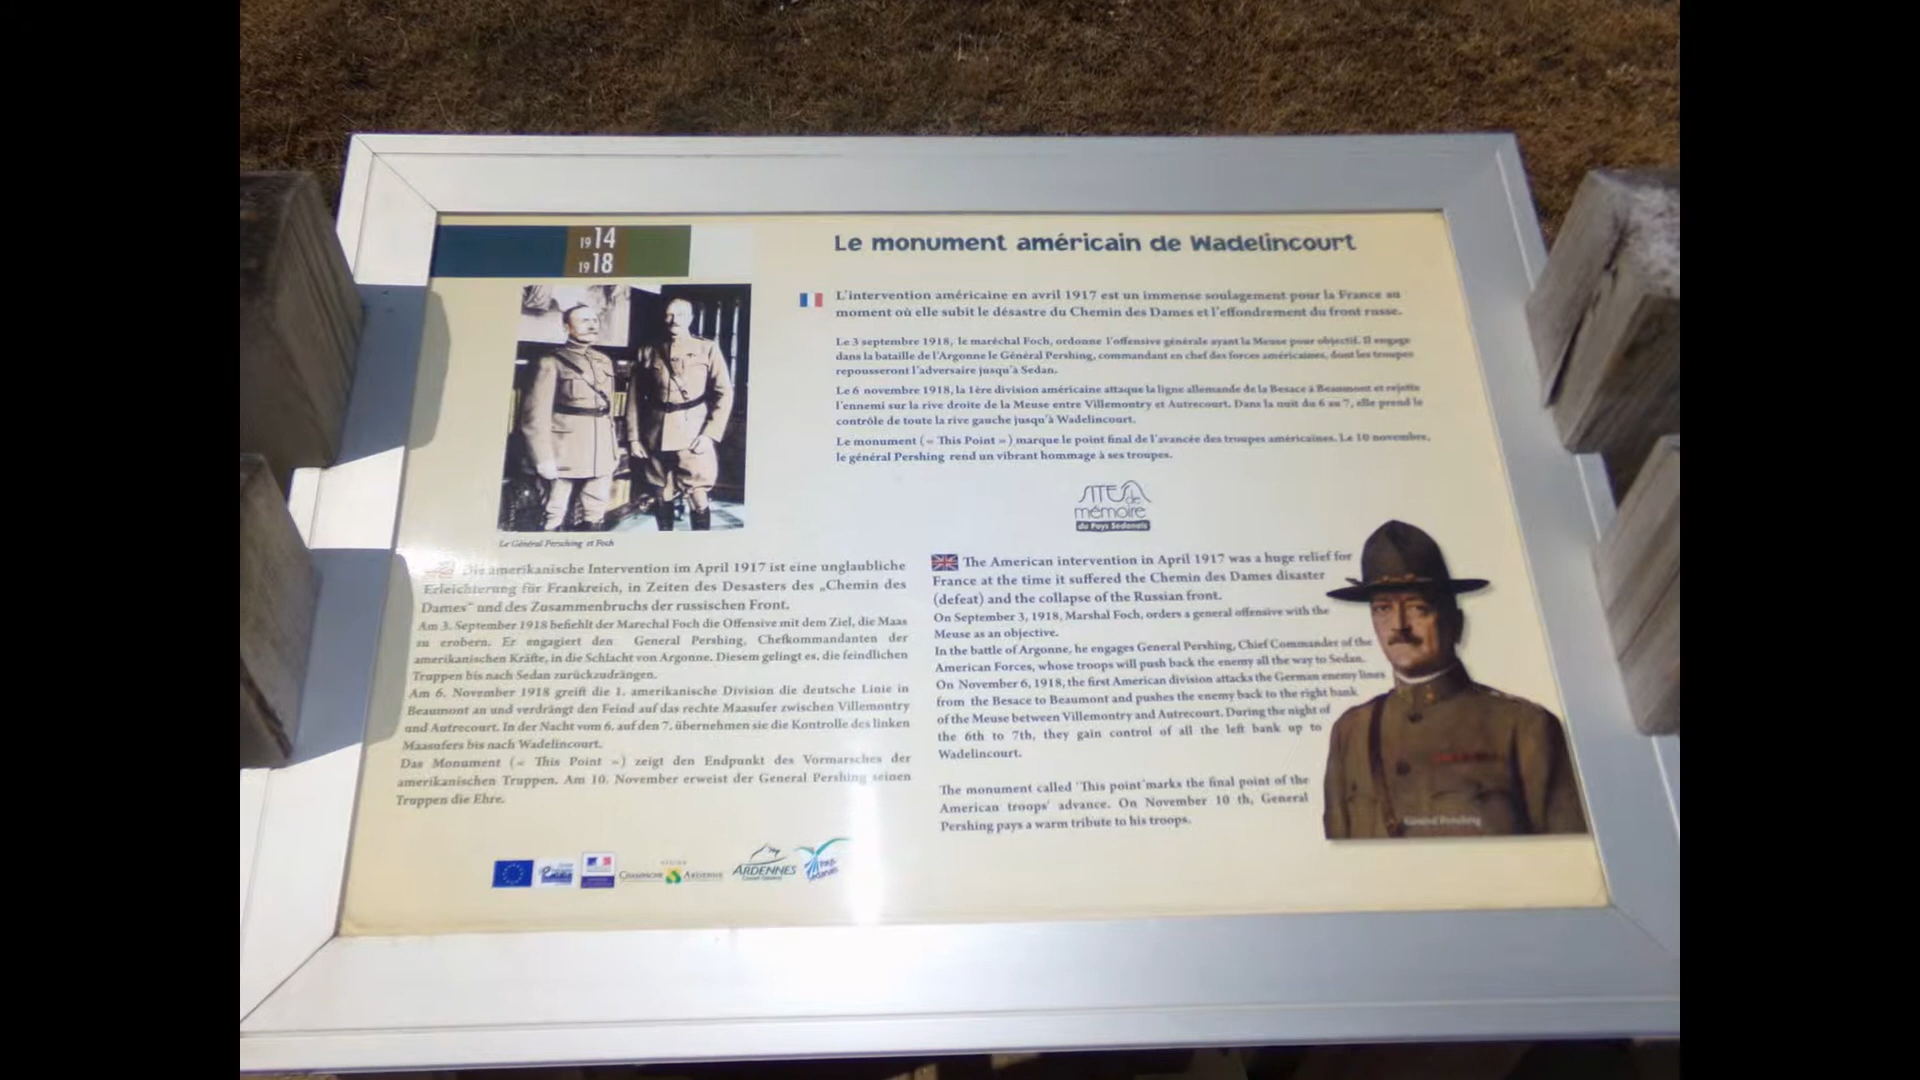 19 14
19 18
Le monument américain de Wadelincourt
L'intervention américaine en avril 1917 est un immense soulagement pour la France au
moment où elle subit le désastre du Chemin des Dames et l'effondrement du front russe.
Le 3 septembre 1918, le maréchal Foch, ordonne l'offensive générale ayant la Meuse pour objectif. Il engage
dans la bataille de l'Argonne le Général Pershing, commandant en chef des forces américaines, dont les troupes
repousseront l'adversaire jusqu'à Sedan.
Le 6 novembre 1918, la 1ère division américaine attaque la ligne allemande de la Besace à Beaumont et rejette
l'ennemi sur la rive droite de la Meuse entre Villemontry et Autrecourt. Dans la nuit du 6 au 7, elle prend le
contrôle de toute la rive gauche jusqu'à Wadelincourt.
Le monument (« This Point ») marque le point final de l'avancée des troupes américaines. Le 10 novembre,
le général Pershing rend un vibrant hommage à ses troupes.
SITES de
mémoire
du Pays Sedanais
Le Général Persching et Foch
Die amerikanische Intervention im April 1917 ist eine unglaubliche
Erleichterung für Frankreich, in Zeiten des Desasters des „Chemin des
Dames" und des Zusammenbruchs der russischen Front.
Am 3. September 1918 befiehlt der Marechal Foch die Offensive mit dem Ziel, die Maas
zu erobern. Er engagiert den General Pershing, Chefkommandanten der
amerikanischen Kräfte, in die Schlacht von Argonne. Diesem gelingt es, die feindlichen
Truppen bis nach Sedan zurückzudrängen.
Am 6. November 1918 greift die 1. amerikanische Division die deutsche Linie in
Beaumont an und verdrängt den Feind auf das rechte Maasufer zwischen Villemontry
und Autrecourt. In der Nacht vom 6. auf den 7. übernehmen sie die Kontrolle des linken
Maasufers bis nach Wadelincourt.
Das Monument (« This Point ») zeigt den Endpunkt des Vormarsches der
amerikanischen Truppen. Am 10. November erweist der General Pershing seinen
Truppen die Ehre.
The American intervention in April 1917 was a huge relief for
France at the time it suffered the Chemin des Dames disaster
(defeat) and the collapse of the Russian front.
On September 3, 1918, Marshal Foch, orders a general offensive with the
Meuse as an objective.
In the battle of Argonne, he engages General Pershing, Chief Commander of the
American Forces, whose troops will push back the enemy all the way to Sedan.
On November 6, 1918, the first American division attacks the German enemy lines
from the Besace to Beaumont and pushes the enemy back to the right bank
of the Meuse between Villemontry and Autrecourt. During the night of
the 6th to 7th, they gain control of all the left bank up to
Wadelincourt.
The monument called 'This point' marks the final point of the
American troops' advance. On November 10 th, General
Pershing pays a warm tribute to his troops.
Général Pershing
CHAMPAGNE ARDENNE
ARDENNES
Conseil Général
Pays Sedanais